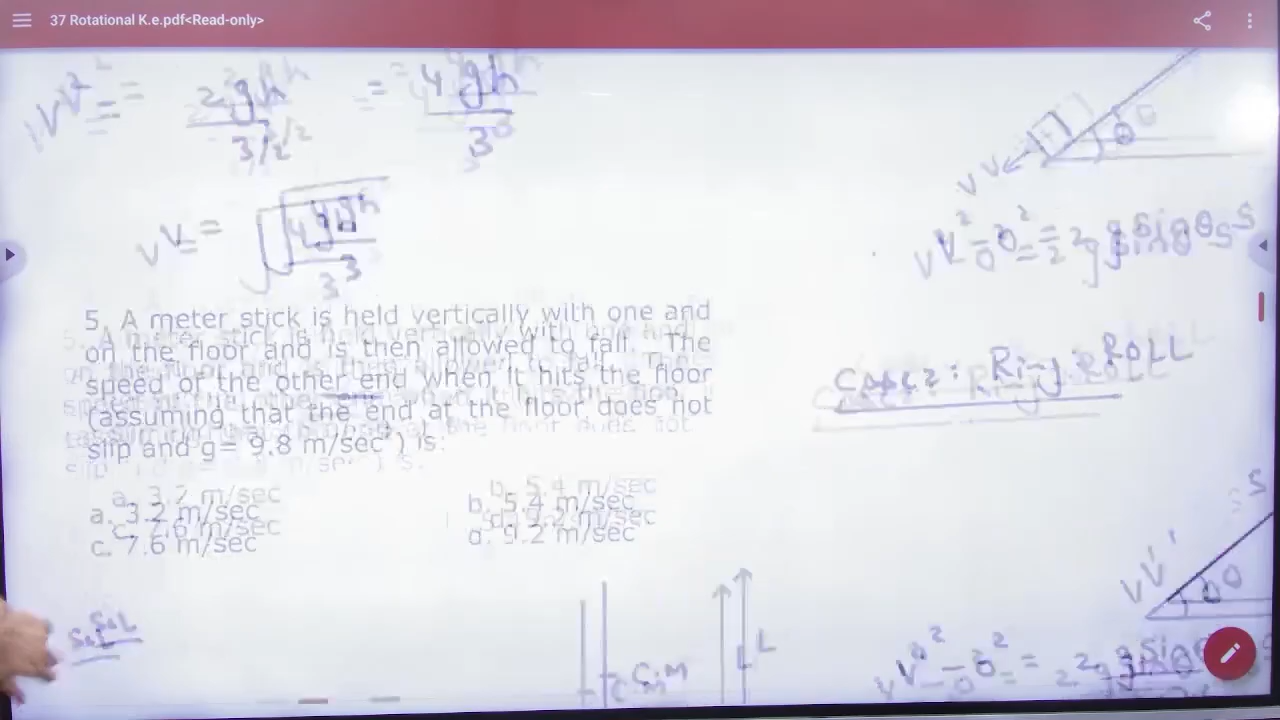 37 Rotational K.e.pdf<Read-only>
V² = 2gh / 3/2 = 4gh / 3
V = √4gh / 3
V
V² - 0² = 2 g sinθ S
5. A meter stick is held vertically with one and
on the floor and is then allowed to fall. The
speed of the other end when it hits the floor
(assuming that the end at the floor does not
slip and g= 9.8 m/sec²) is:
a. 3.2 m/sec b. 5.4 m/sec
c. 7.6 m/sec d. 9.2 m/sec
Case2: Ring: ROLL
S
V θ
Sol
C.M
L
V² - 0² = 2 g sinθ